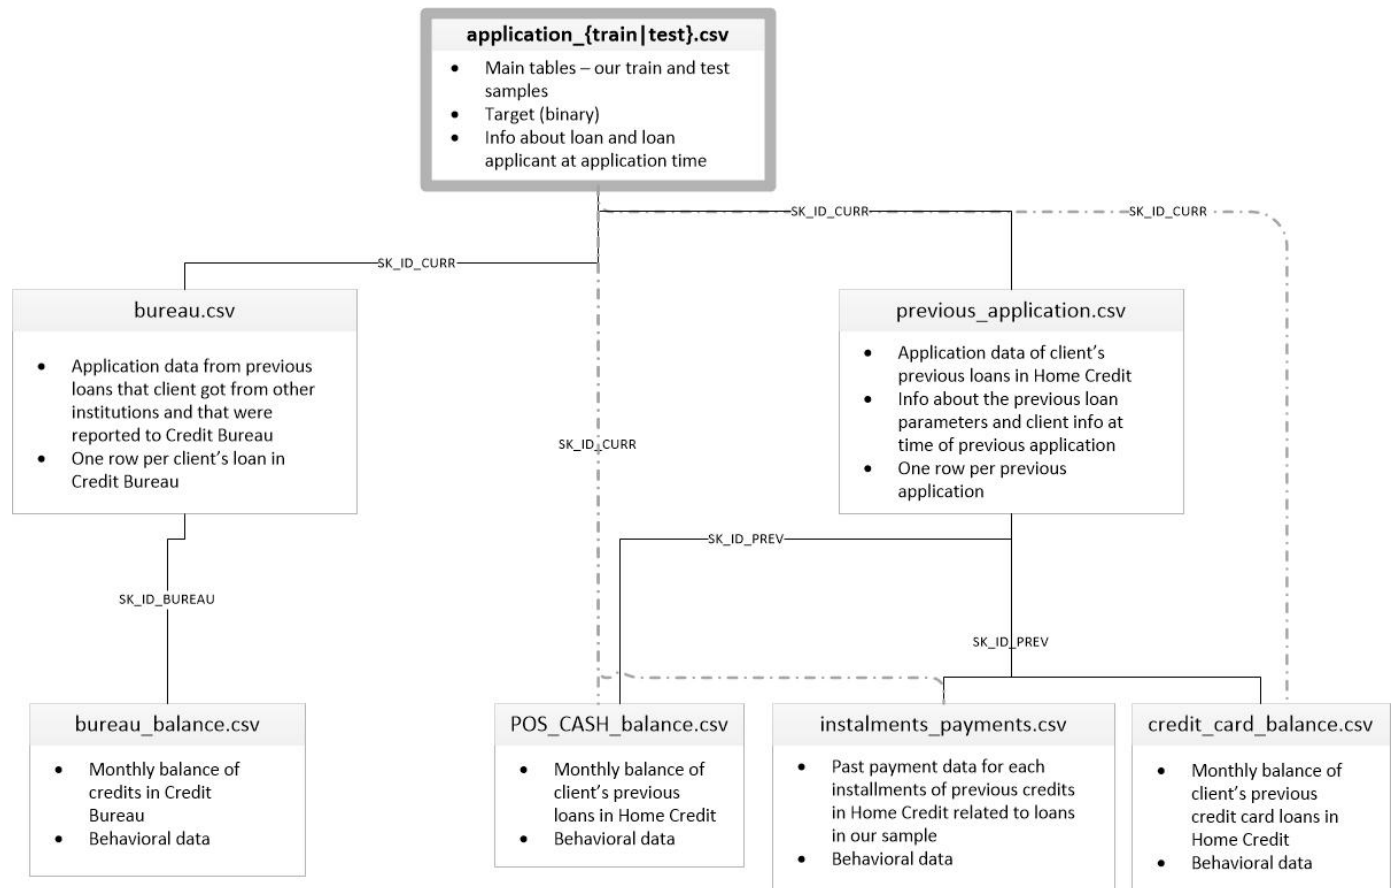 application_{train|test}.csv
• Main tables – our train and test
samples
• Target (binary)
• Info about loan and loan
applicant at application time
SK_ID_CURR
SK_ID_CURR
SK_ID_CURR
bureau.csv
• Application data from previous
loans that client got from other
institutions and that were
reported to Credit Bureau
• One row per client's loan in
Credit Bureau
previous_application.csv
• Application data of client's
previous loans in Home Credit
• Info about the previous loan
parameters and client info at
time of previous application
• One row per previous
application
SK_ID_CURR
SK_ID_PREV
SK_ID_BUREAU
SK_ID_PREV
bureau_balance.csv
• Monthly balance of
credits in Credit
Bureau
• Behavioral data
POS_CASH_balance.csv
• Monthly balance of
client's previous
loans in Home Credit
• Behavioral data
instalments_payments.csv
• Past payment data for each
installments of previous credits
in Home Credit related to loans
in our sample
• Behavioral data
credit_card_balance.csv
• Monthly balance of
client's previous
credit card loans in
Home Credit
• Behavioral data